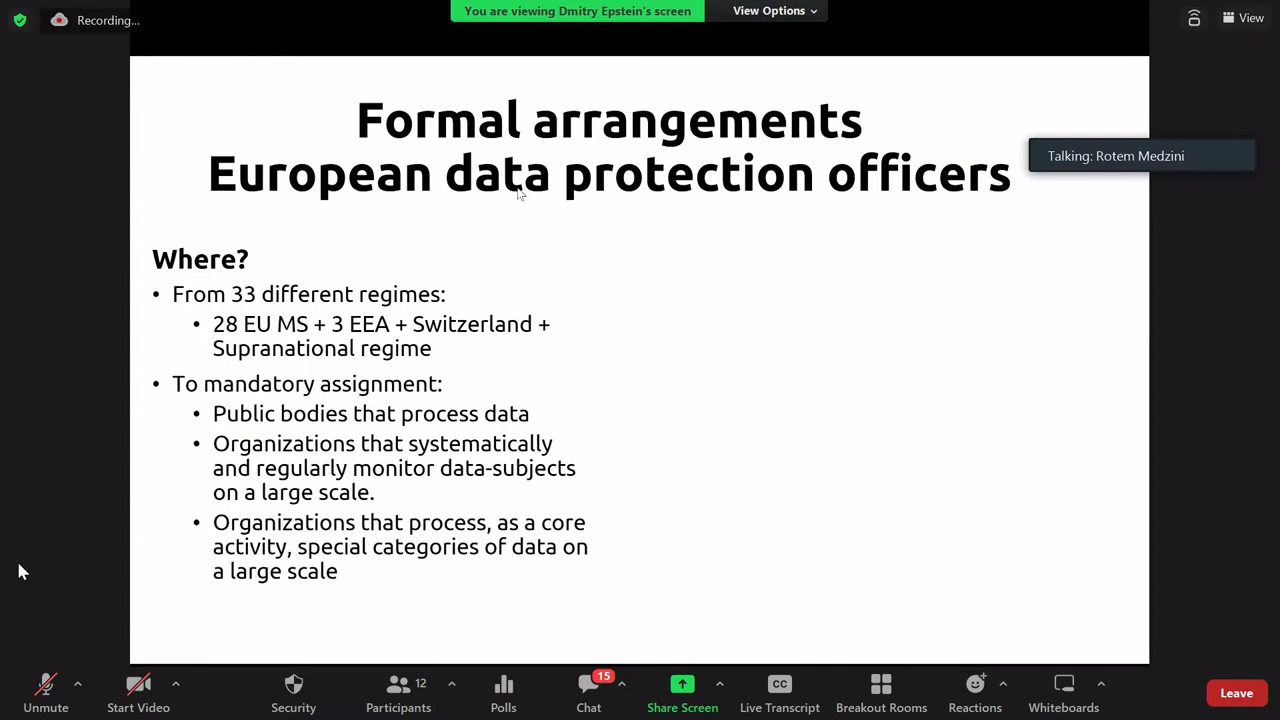 Recording...
You are viewing Dmitry Epstein's screen
View Options
View
Formal arrangements
European data protection officers
Talking: Rotem Medzini
Where?
• From 33 different regimes:
• 28 EU MS + 3 EEA + Switzerland +
Supranational regime
• To mandatory assignment:
• Public bodies that process data
• Organizations that systematically
and regularly monitor data-subjects
on a large scale.
• Organizations that process, as a core
activity, special categories of data on
a large scale
Unmute
Start Video
Security
12
Participants
Polls
15
Chat
Share Screen
CC
Live Transcript
Breakout Rooms
Reactions
Whiteboards
Leave